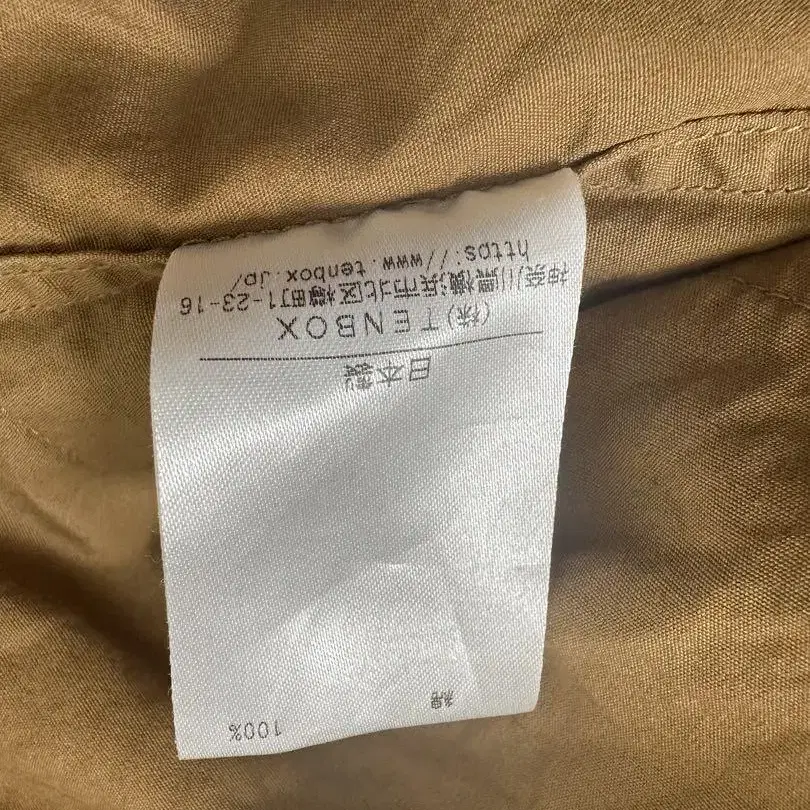 綿
100%
日本製
(株)TENBOX
神奈川県横浜市北区樽町1-23-16
https://www.tenbox.jp/